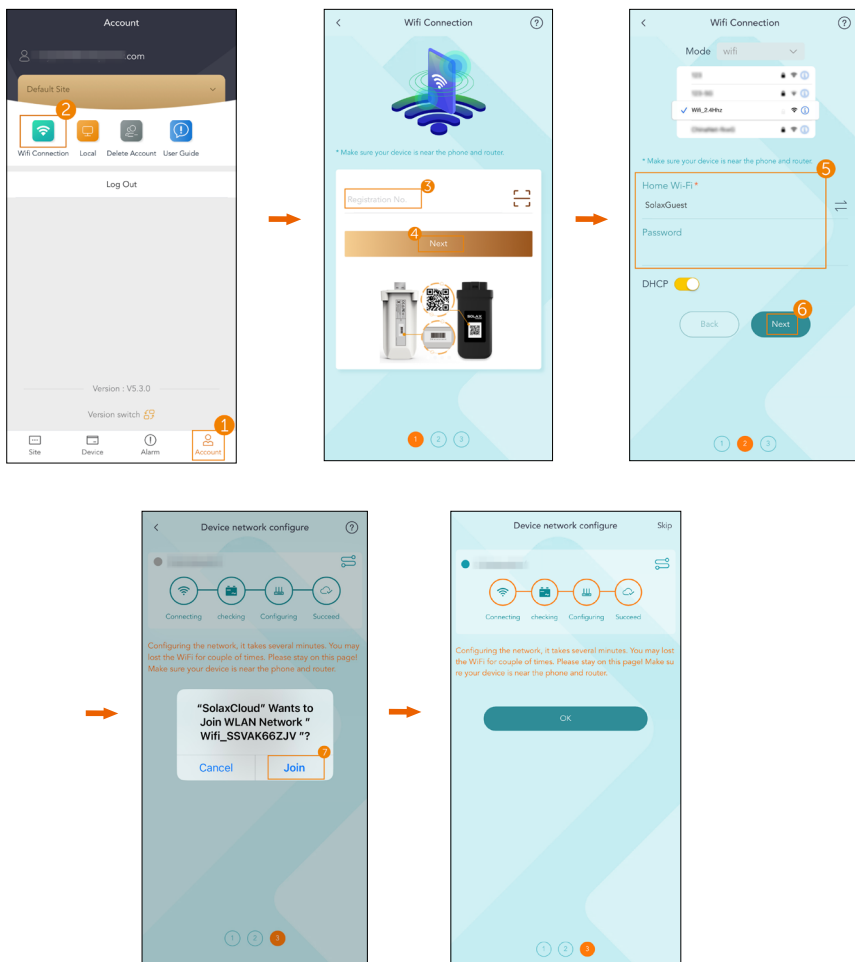 Account
.com
Default Site
2
Wifi Connection
Local
Delete Account
User Guide
Log Out
Version : V5.3.0
Version switch
1
Site
Device
Alarm
Account
Wifi Connection
?
* Make sure your device is near the phone and router.
3
Registration No.
4
Next
SOLAX
1
2
3
Wifi Connection
?
Mode
wifi
Wifi_2.4Hhz
* Make sure your device is near the phone and router.
5
Home Wi-Fi *
SolaxGuest
Password
DHCP
6
Back
Next
1
2
3
Device network configure
?
Connecting
checking
Configuring
Succeed
Configuring the network, it takes several minutes. You may
lost the WiFi for couple of times. Please stay on this page!
Make sure your device is near the phone and router.
"SolaxCloud" Wants to
Join WLAN Network "
Wifi_SSVAK66ZJV "?
7
Cancel
Join
1
2
3
Device network configure
Skip
Connecting
checking
Configuring
Succeed
Configuring the network, it takes several minutes. You may lost
the WiFi for couple of times. Please stay on this page! Make su
re your device is near the phone and router.
OK
1
2
3